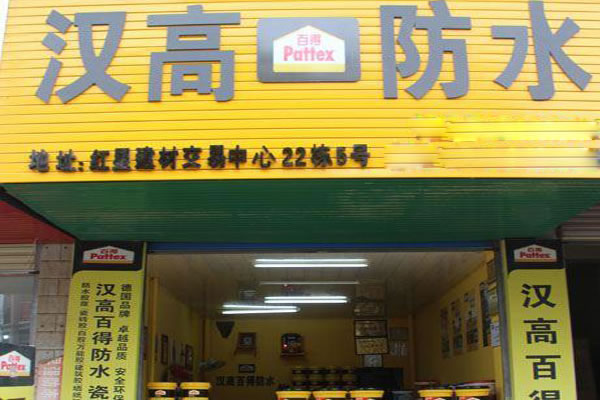 汉高 百得 Pattex 防水
地址:红星建材交易中心22栋5号
百得
Pattex
德国品牌 卓越品质 安全环保
汉高百得防水瓷
百得
Pattex
汉高百得
汉高百得防水
百得
Pattex